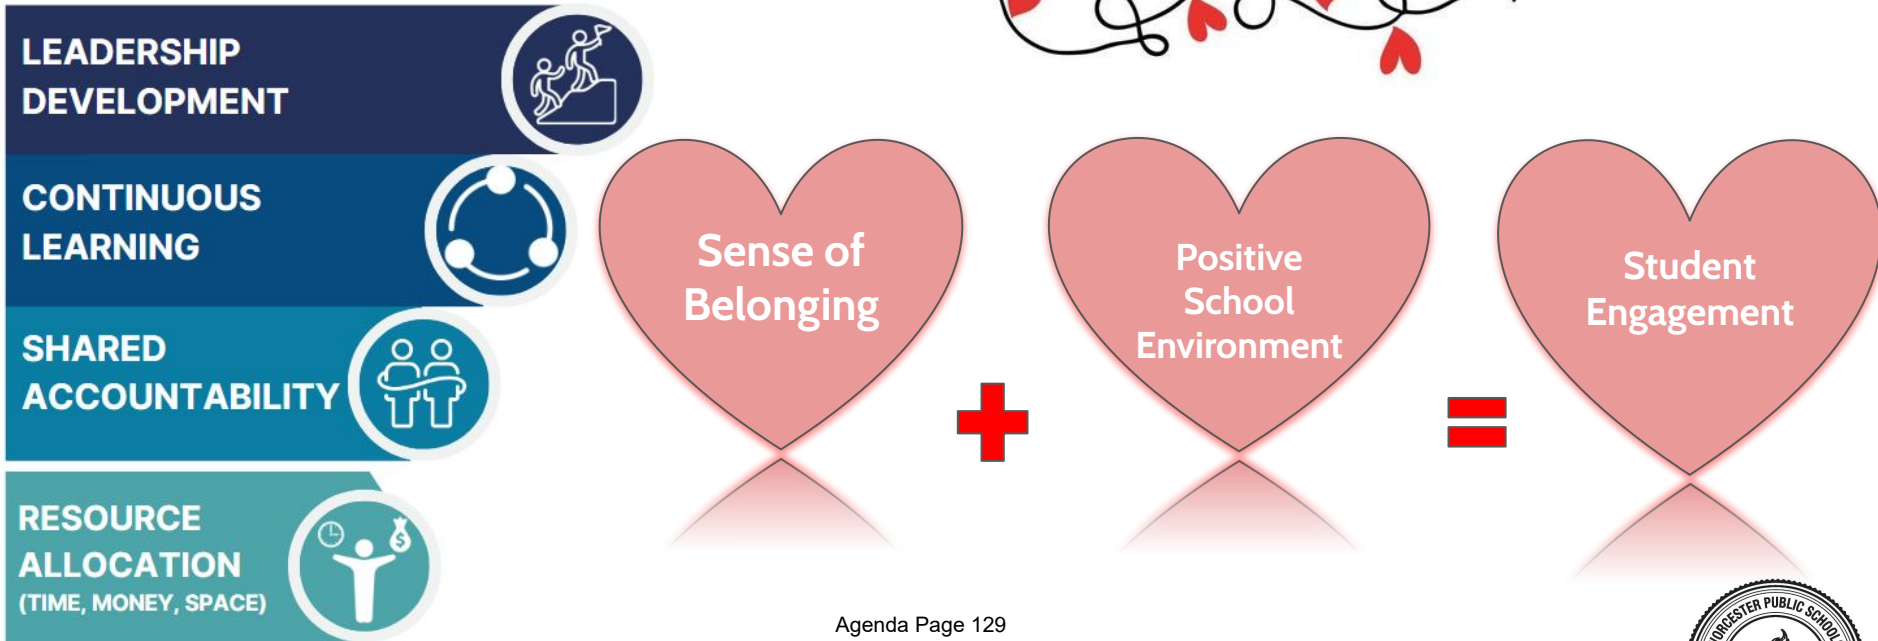 LEADERSHIP
DEVELOPMENT
CONTINUOUS
LEARNING
SHARED
ACCOUNTABILITY
RESOURCE
ALLOCATION
(TIME, MONEY, SPACE)
$
Sense of
Belonging
Positive
School
Environment
Student
Engagement
Agenda Page 129
PUBLIC